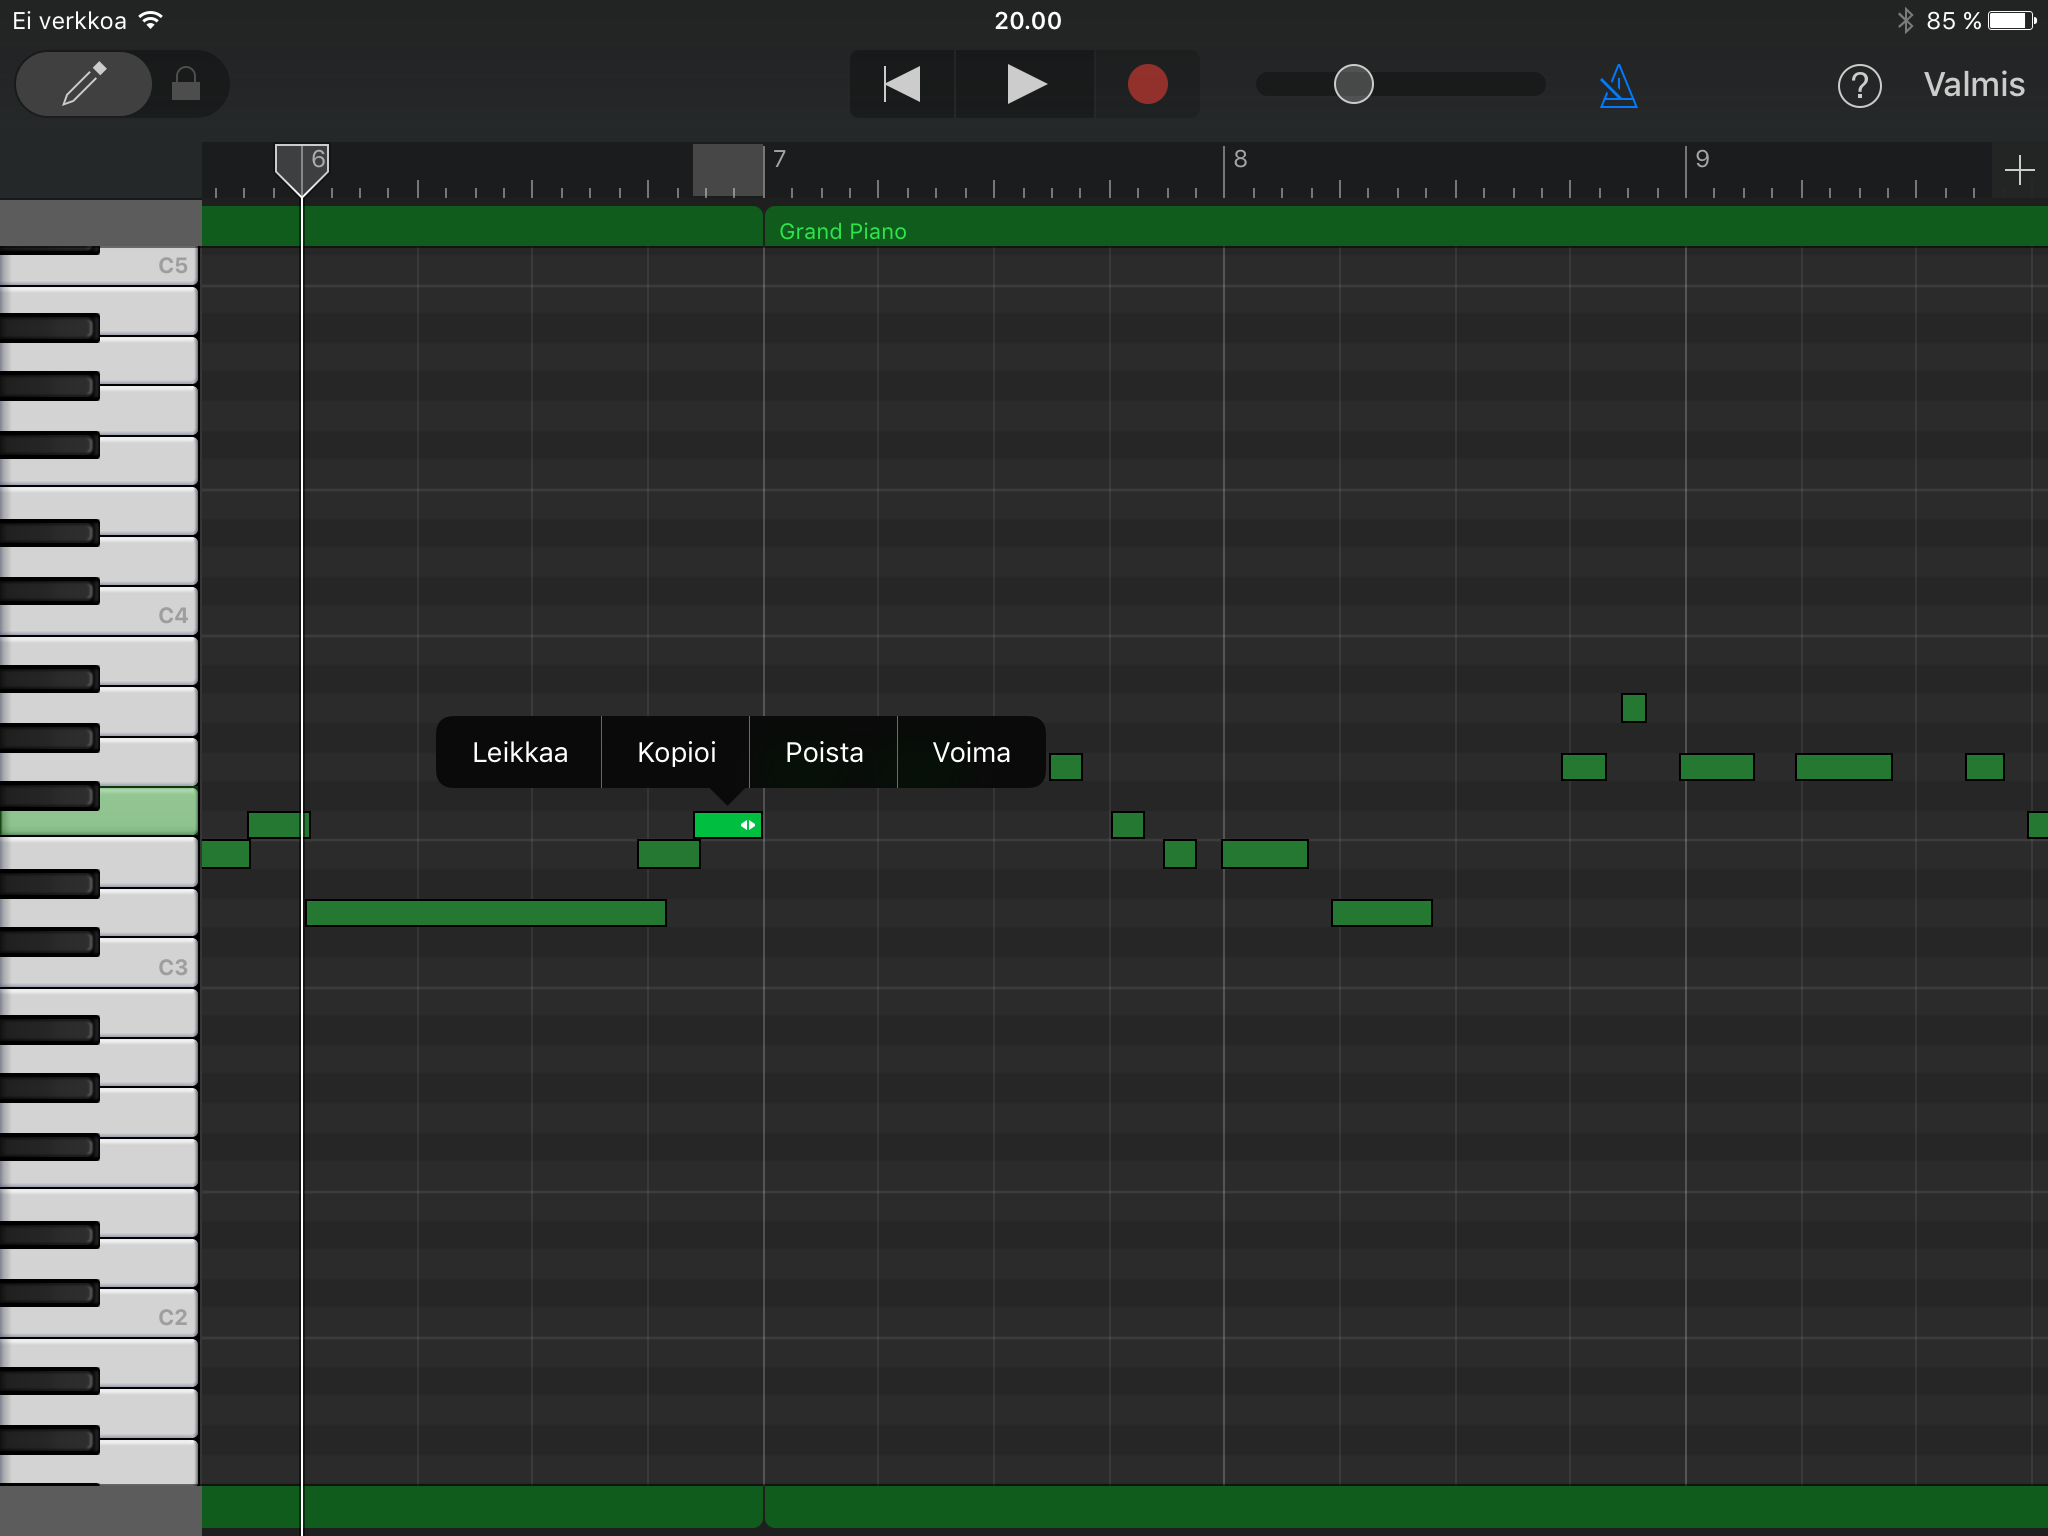 Ei verkkoa 20.00 85 %
? Valmis
6 7 8 9
Grand Piano
C5
C4
Leikkaa Kopioi Poista Voima
C3
C2